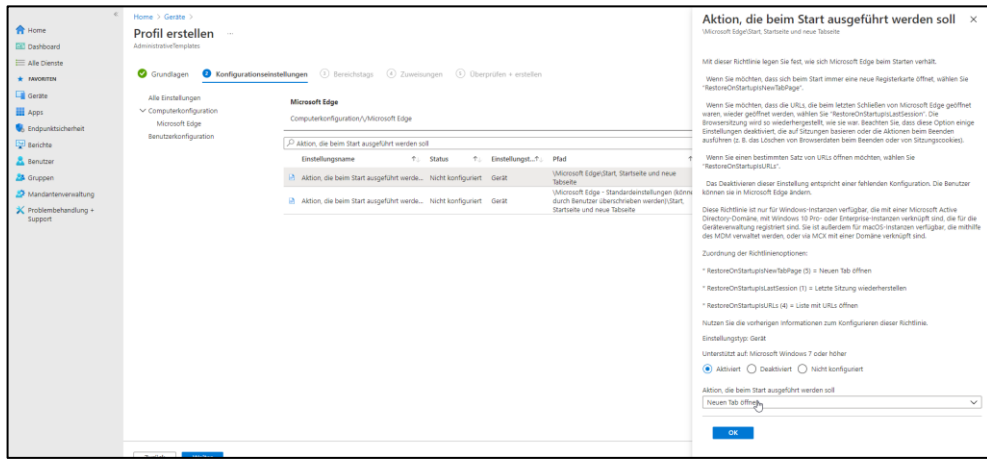 Home
Dashboard
Alle Dienste
FAVORITEN
Geräte
Apps
Endpunktsicherheit
Berichte
Benutzer
Gruppen
Mandantenverwaltung
Problembehandlung +
Support
Home > Geräte >
Profil erstellen ...
AdministrativeTemplates
Grundlagen 2 Konfigurationseinstellungen 3 Bereichstags 4 Zuweisungen 5 Überprüfen + erstellen
Alle Einstellungen
Computerkonfiguration
Microsoft Edge
Benutzerkonfiguration
Microsoft Edge
Computerkonfiguration/\/Microsoft Edge
Aktion, die beim Start ausgeführt werden soll
Einstellungsname Status Einstellungst... Pfad
Aktion, die beim Start ausgeführt werde... Nicht konfiguriert Gerät \Microsoft Edge\Start, Startseite und neue
Tabseite
Aktion, die beim Start ausgeführt werde... Nicht konfiguriert Gerät \Microsoft Edge - Standardeinstellungen (könne
durch Benutzer überschrieben werden)\Start,
Startseite und neue Tabseite
Aktion, die beim Start ausgeführt werden soll
\Microsoft Edge\Start, Startseite und neue Tabseite
Mit dieser Richtlinie legen Sie fest, wie sich Microsoft Edge beim Starten verhält.
Wenn Sie möchten, dass sich beim Start immer eine neue Registerkarte öffnet, wählen Sie
"RestoreOnStartupIsNewTabPage".
Wenn Sie möchten, dass die URLs, die beim letzten Schließen von Microsoft Edge geöffnet
waren, wieder geöffnet werden, wählen Sie "RestoreOnStartupIsLastSession". Die
Browsersitzung wird so wiederhergestellt, wie sie war. Beachten Sie, dass diese Option einige
Einstellungen deaktiviert, die auf Sitzungen basieren oder die Aktionen beim Beenden
ausführen (z. B. das Löschen von Browserdaten beim Beenden oder von Sitzungscookies).
Wenn Sie einen bestimmten Satz von URLs öffnen möchten, wählen Sie
"RestoreOnStartupIsURLs".
Das Deaktivieren dieser Einstellung entspricht einer fehlenden Konfiguration. Die Benutzer
können sie in Microsoft Edge ändern.
Diese Richtlinie ist nur für Windows-Instanzen verfügbar, die mit einer Microsoft Active
Directory-Domäne, mit Windows 10 Pro- oder Enterprise-Instanzen verknüpft sind, die für die
Geräteverwaltung registriert sind. Sie ist außerdem für macOS-Instanzen verfügbar, die mithilfe
des MDM verwaltet werden, oder via MCX mit einer Domäne verknüpft sind.
Zuordnung der Richtlinienoptionen:
* RestoreOnStartupIsNewTabPage (5) = Neuen Tab öffnen
* RestoreOnStartupIsLastSession (1) = Letzte Sitzung wiederherstellen
* RestoreOnStartupIsURLs (4) = Liste mit URLs öffnen
Nutzen Sie die vorherigen Informationen zum Konfigurieren dieser Richtlinie.
Einstellungstyp: Gerät
Unterstützt auf: Microsoft Windows 7 oder höher
Aktiviert Deaktiviert Nicht konfiguriert
Aktion, die beim Start ausgeführt werden soll
Neuen Tab öffnen
OK